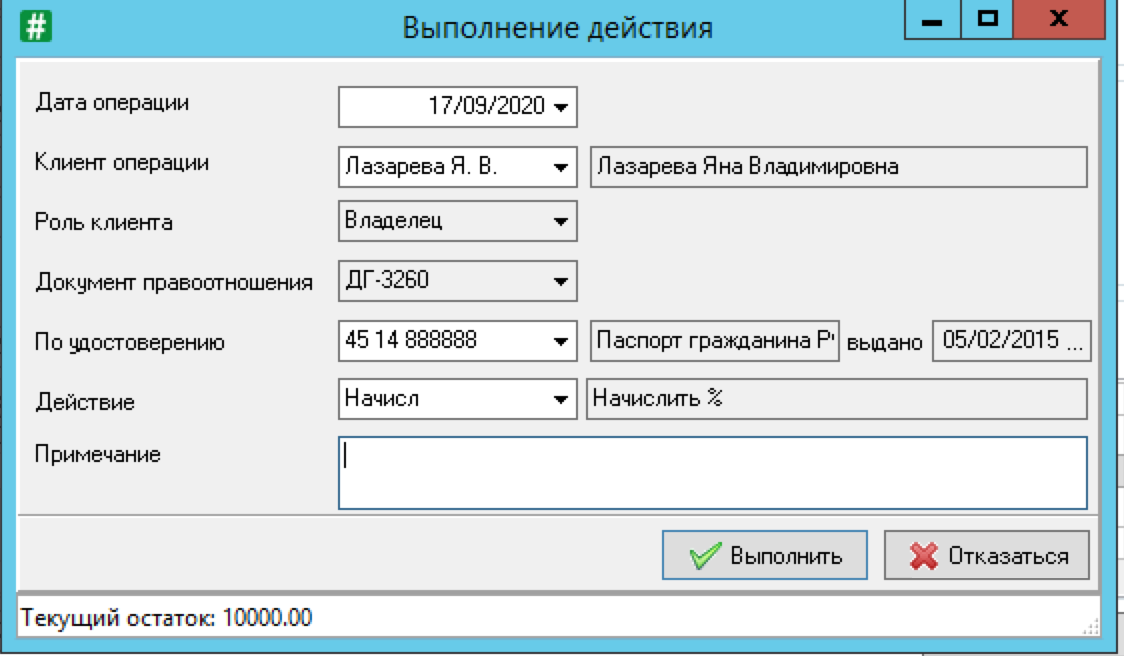 Выполнение действия
Дата операции 17/09/2020
Клиент операции Лазарева Я. В. Лазарева Яна Владимировна
Роль клиента Владелец
Документ правоотношения ДГ-3260
По удостоверению 45 14 888888 Паспорт гражданина Р выдано 05/02/2015 ...
Действие Начисл Начислить %
Примечание
Выполнить Отказаться
Текущий остаток: 10000.00